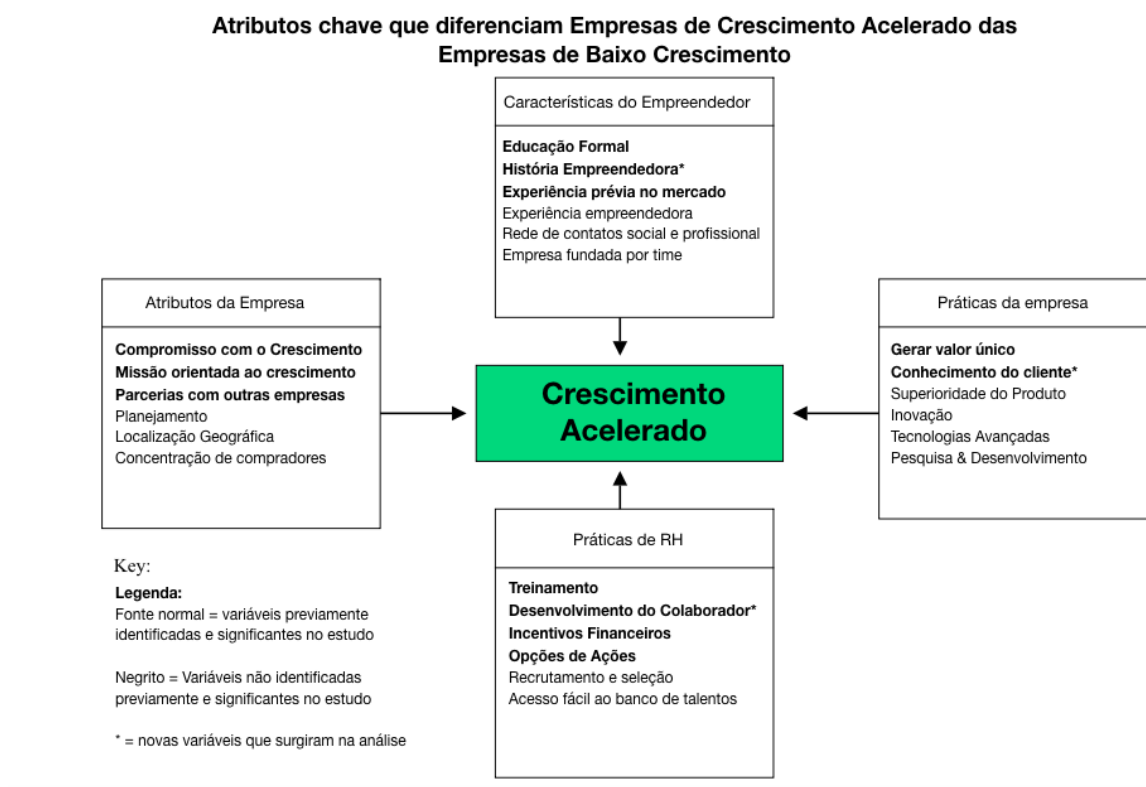 Atributos chave que diferenciam Empresas de Crescimento Acelerado das
Empresas de Baixo Crescimento
Características do Empreendedor
Educação Formal
História Empreendedora*
Experiência prévia no mercado
Experiência empreendedora
Rede de contatos social e profissional
Empresa fundada por time
Atributos da Empresa
Compromisso com o Crescimento
Missão orientada ao crescimento
Parcerias com outras empresas
Planejamento
Localização Geográfica
Concentração de compradores
Crescimento
Acelerado
Práticas da empresa
Gerar valor único
Conhecimento do cliente*
Superioridade do Produto
Inovação
Tecnologias Avançadas
Pesquisa & Desenvolvimento
Práticas de RH
Treinamento
Desenvolvimento do Colaborador*
Incentivos Financeiros
Opções de Ações
Recrutamento e seleção
Acesso fácil ao banco de talentos
Key:
Legenda:
Fonte normal = variáveis previamente
identificadas e significantes no estudo
Negrito = Variáveis não identificadas
previamente e significantes no estudo
* = novas variáveis que surgiram na análise